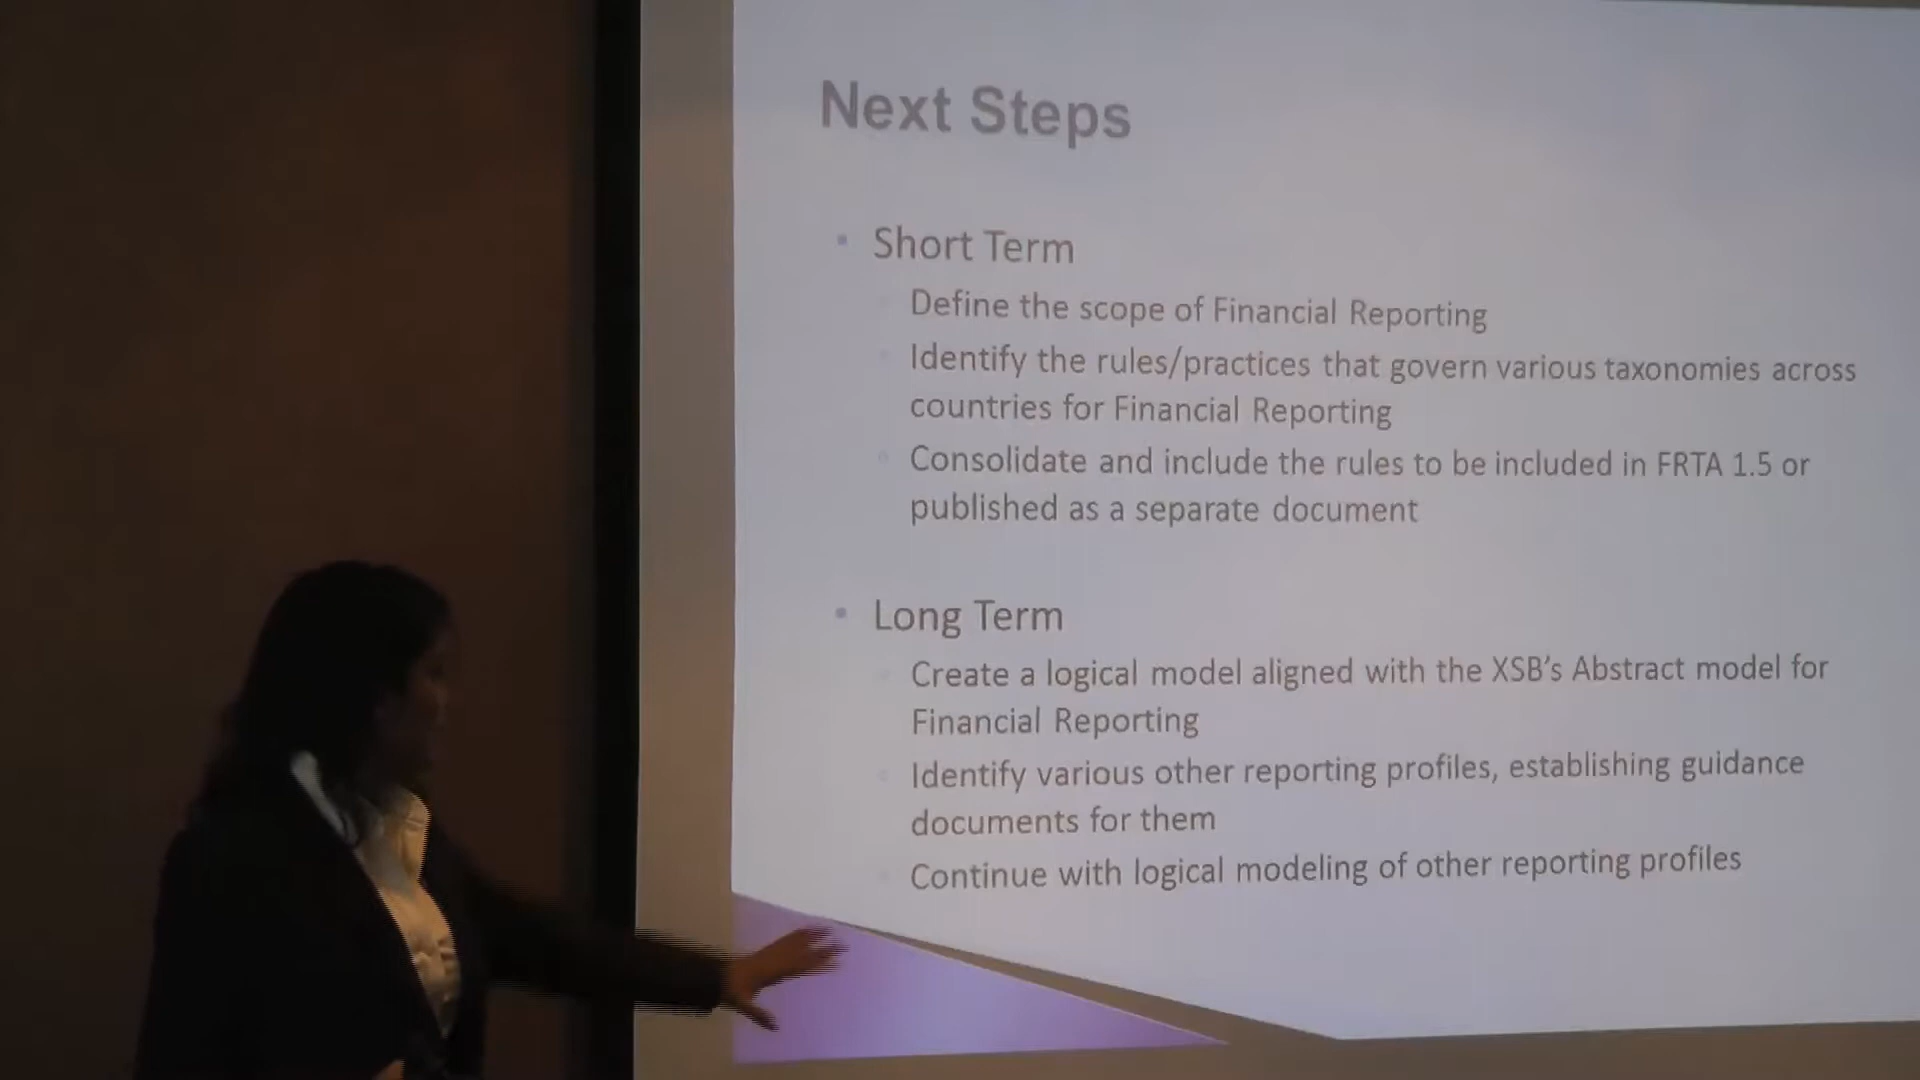 Next Steps
Short Term
Define the scope of Financial Reporting
Identify the rules/practices that govern various taxonomies across
countries for Financial Reporting
Consolidate and include the rules to be included in FRTA 1.5 or
published as a separate document
Long Term
Create a logical model aligned with the XSB's Abstract model for
Financial Reporting
Identify various other reporting profiles, establishing guidance
documents for them
Continue with logical modeling of other reporting profiles